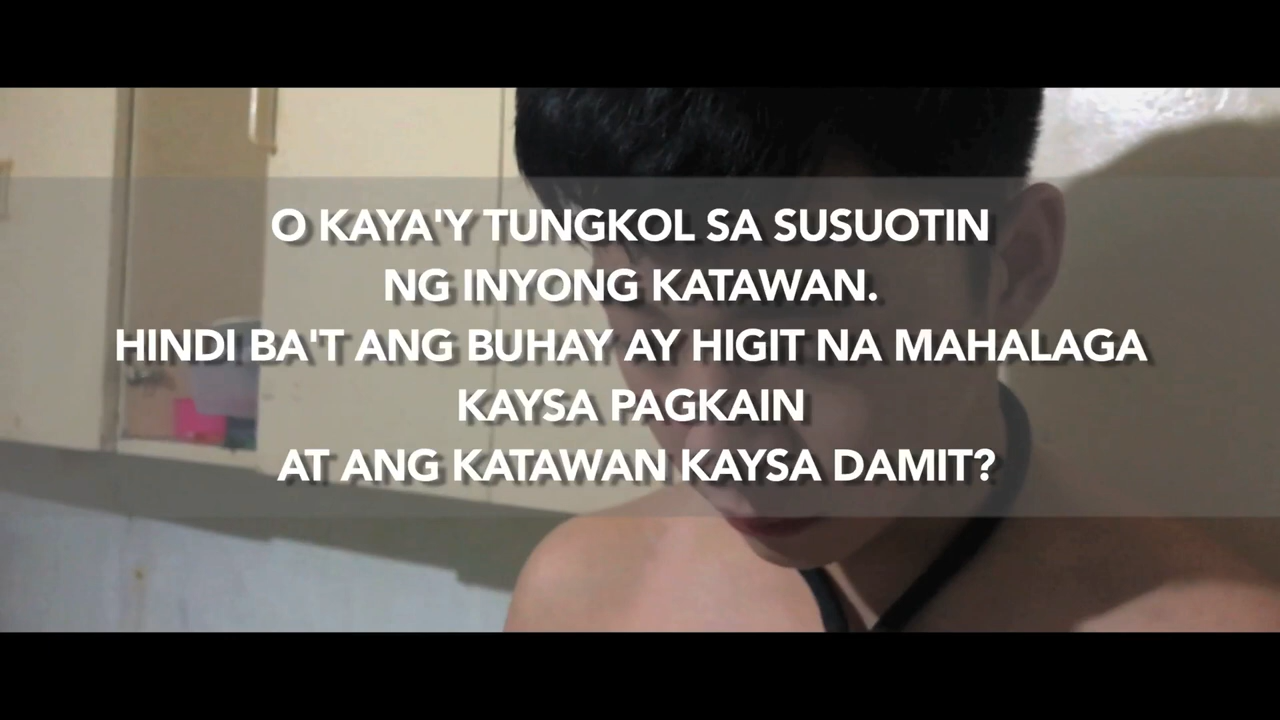 O KAYA'Y TUNGKOL SA SUSUOTIN
NG INYONG KATAWAN.
HINDI BA'T ANG BUHAY AY HIGIT NA MAHALAGA
KAYSA PAGKAIN
AT ANG KATAWAN KAYSA DAMIT?